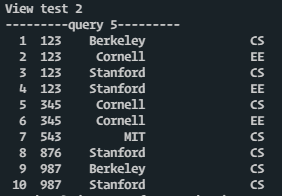 View test 2
---------query 5---------
1 123 Berkeley CS
2 123 Cornell EE
3 123 Stanford CS
4 123 Stanford EE
5 345 Cornell CS
6 345 Cornell EE
7 543 MIT CS
8 876 Stanford CS
9 987 Berkeley CS
10 987 Stanford CS